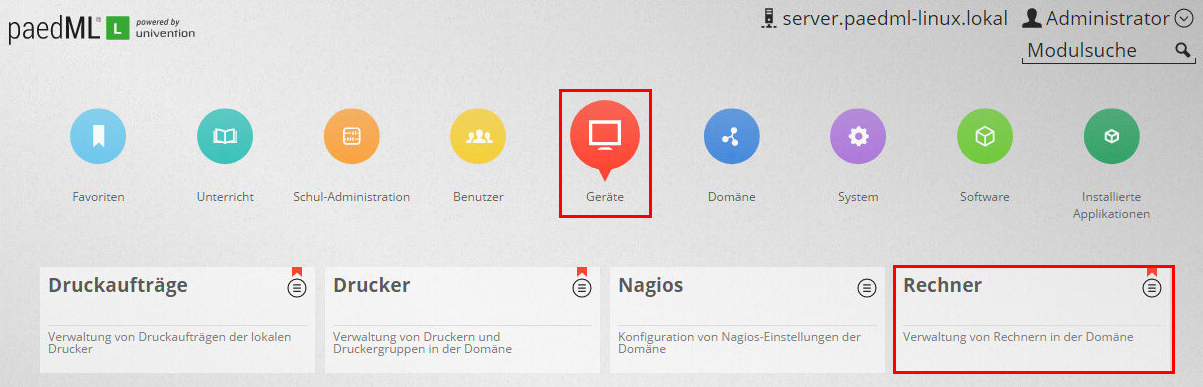 paedML® L powered by univention
server.paedml-linux.lokal Administrator
Modulsuche
Favoriten Unterricht Schul-Administration Benutzer Geräte Domäne System Software Installierte Applikationen
Druckaufträge
Verwaltung von Druckaufträgen der lokalen
Drucker
Drucker
Verwaltung von Druckern und
Druckergruppen in der Domäne
Nagios
Konfiguration von Nagios-Einstellungen der
Domäne
Rechner
Verwaltung von Rechnern in der Domäne